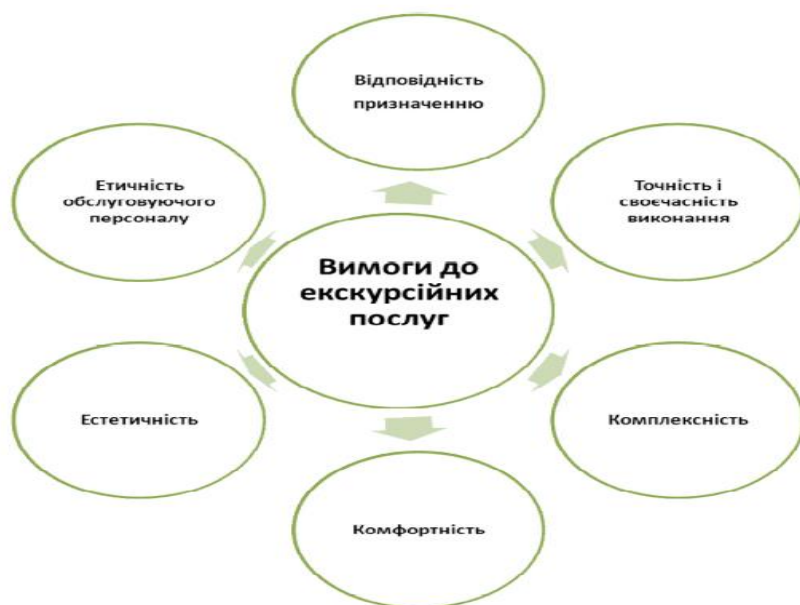 Відповідність
призначенню
Етичність
обслуговуючого
персоналу
Точність і
своєчасність
виконання
Вимоги до
екскурсійних
послуг
Естетичність
Комплексність
Комфортність